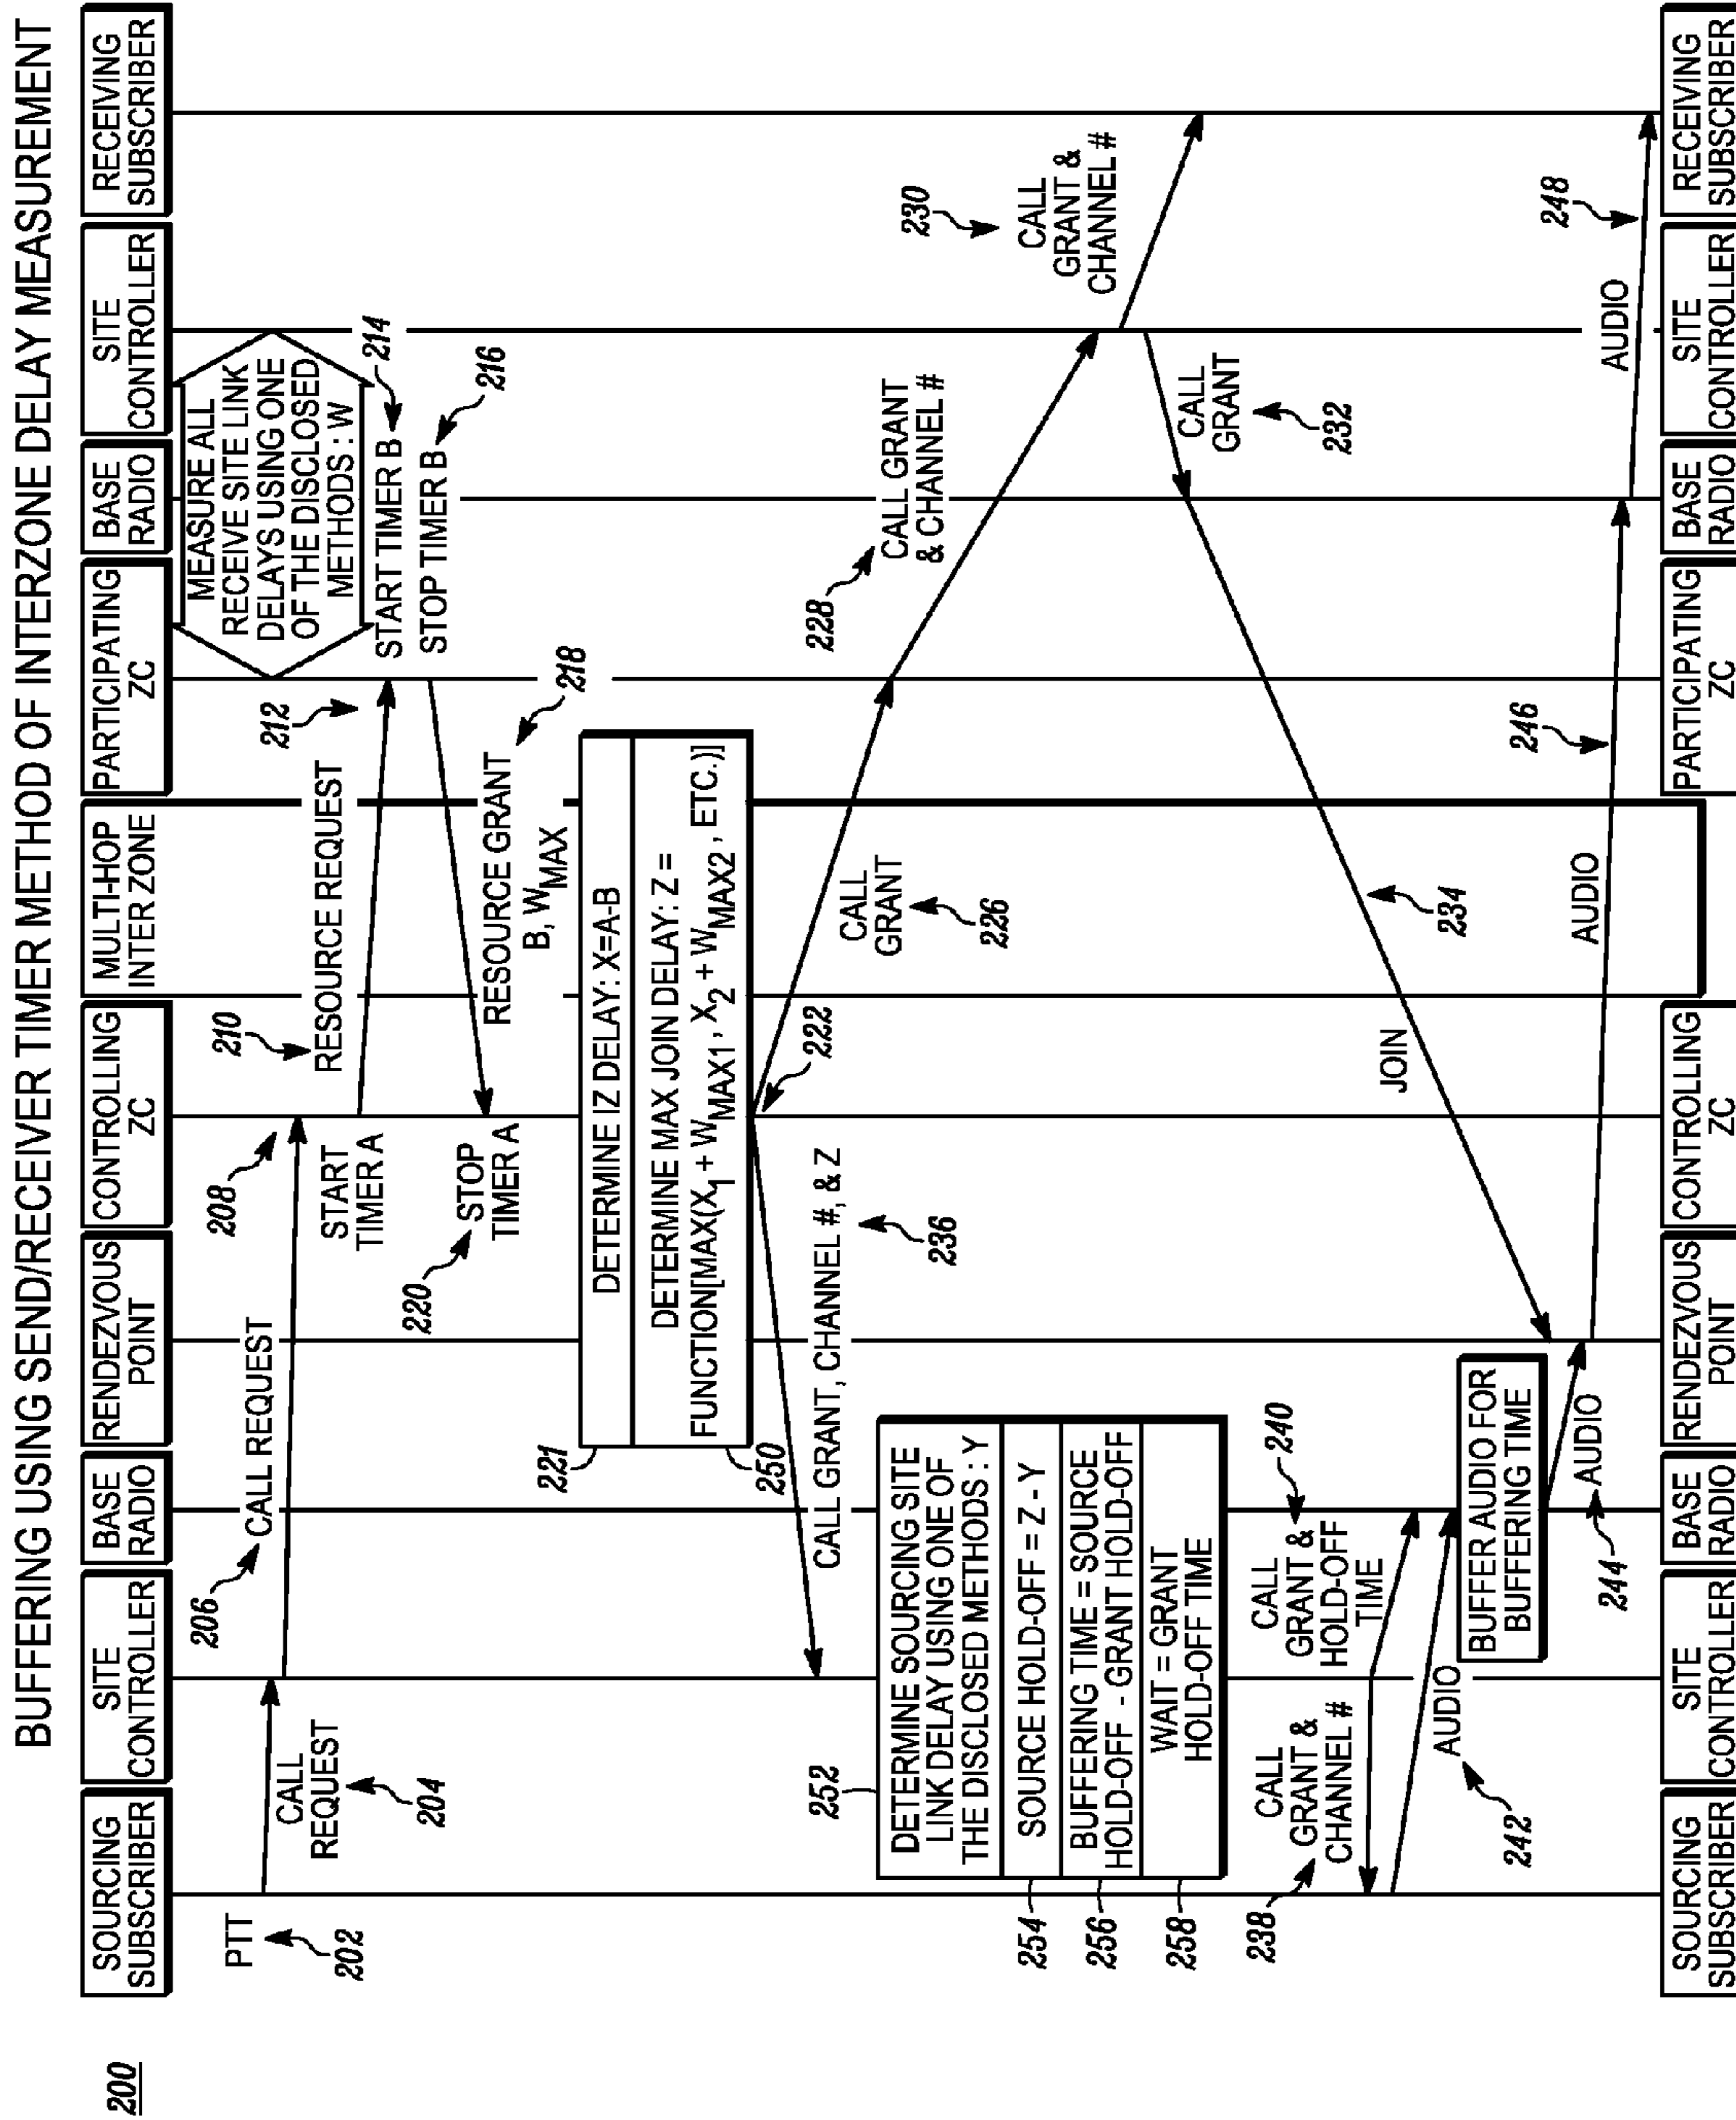 BUFFERING USING SEND/RECEIVER TIMER METHOD OF INTERZONE DELAY MEASUREMENT
200
SOURCING
SUBSCRIBER
SITE
CONTROLLER
BASE
RADIO
RENDEZVOUS
POINT
CONTROLLING
ZC
MULTI-HOP
INTER ZONE
PARTICIPATING
ZC
BASE
RADIO
SITE
CONTROLLER
RECEIVING
SUBSCRIBER
MEASURE ALL
RECEIVE SITE LINK
DELAYS USING ONE
OF THE DISCLOSED
METHODS : W
PTT
202
CALL
REQUEST
204
206
CALL REQUEST
208
START
TIMER A
210
RESOURCE REQUEST
212
START TIMER B
214
STOP TIMER B
216
RESOURCE GRANT
B, WMAX
218
220
STOP
TIMER A
221
DETERMINE IZ DELAY: X=A-B
250
DETERMINE MAX JOIN DELAY: Z =
FUNCTION[MAX(X1 + WMAX1, X2 + WMAX2, ETC.)]
222
CALL
GRANT
226
228
CALL GRANT
& CHANNEL #
230
CALL
GRANT &
CHANNEL #
CALL
GRANT
232
CALL GRANT, CHANNEL #, & Z
236
252
DETERMINE SOURCING SITE
LINK DELAY USING ONE OF
THE DISCLOSED METHODS : Y
254
SOURCE HOLD-OFF = Z - Y
256
BUFFERING TIME = SOURCE
HOLD-OFF - GRANT HOLD-OFF
258
WAIT = GRANT
HOLD-OFF TIME
JOIN
234
238
CALL
GRANT &
CHANNEL #
CALL
GRANT &
HOLD-OFF
TIME
240
AUDIO
242
BUFFER AUDIO FOR
BUFFERING TIME
AUDIO
244
AUDIO
246
AUDIO
248
SOURCING
SUBSCRIBER
SITE
CONTROLLER
BASE
RADIO
RENDEZVOUS
POINT
CONTROLLING
ZC
PARTICIPATING
ZC
BASE
RADIO
SITE
CONTROLLER
RECEIVING
SUBSCRIBER